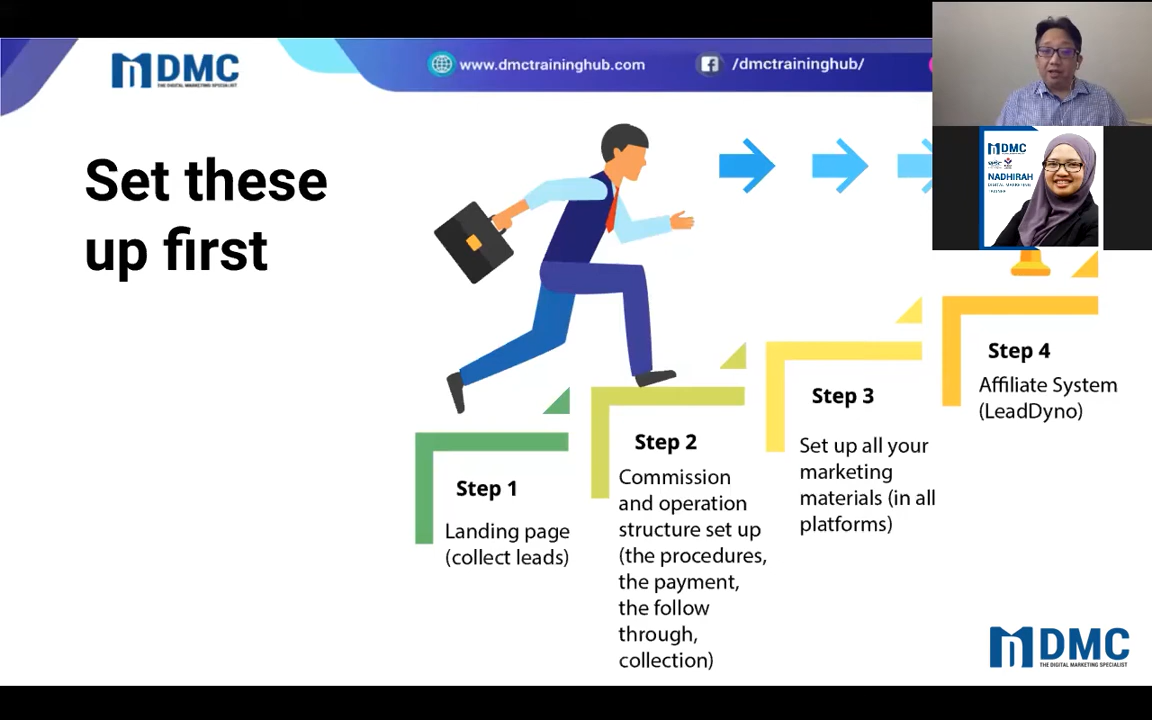 DMC
THE DIGITAL MARKETING SPECIALIST
www.dmctraininghub.com
/dmctraininghub/
DMC
NADHIRAH
DIGITAL MARKETING
TRAINER
Set these
up first
Step 1
Landing page
(collect leads)
Step 2
Commission
and operation
structure set up
(the procedures,
the payment,
the follow
through,
collection)
Step 3
Set up all your
marketing
materials (in all
platforms)
Step 4
Affiliate System
(LeadDyno)
DMC
THE DIGITAL MARKETING SPECIALIST